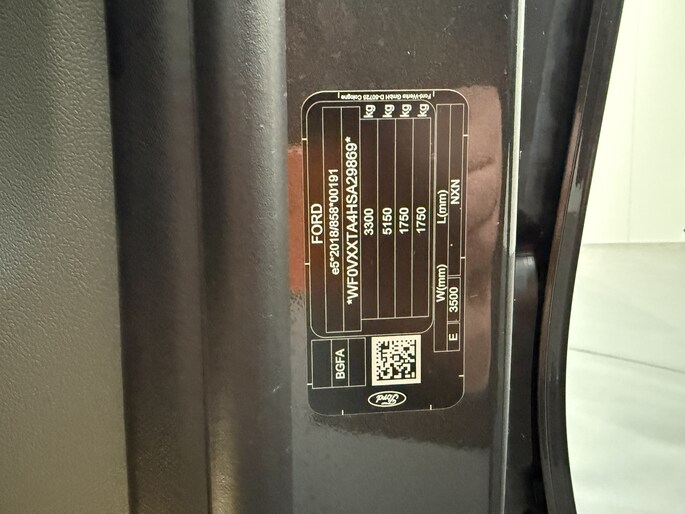 Ford-Werke GmbH D-50725 Cologne
FORD
e5*2018/858*00191
*WF0VXXTA4HSA29869*
3300 kg
5150 kg
1750 kg
1750 kg
W(mm) L(mm)
E 3500 NXN
BGFA
Ford